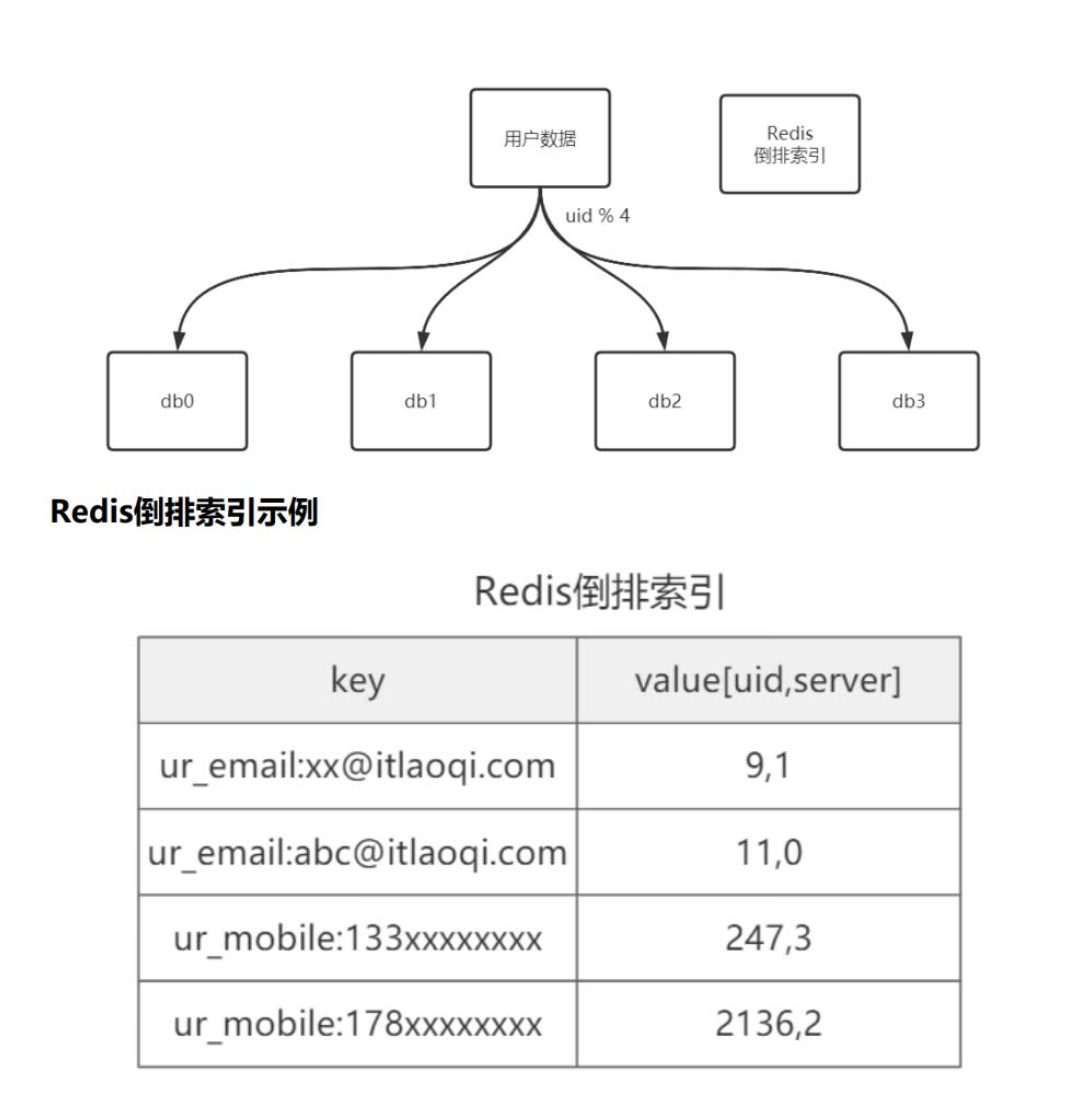 用户数据
Redis
倒排索引
uid % 4
db0
db1
db2
db3
Redis倒排索引示例
Redis倒排索引
key
value[uid,server]
ur_email:xx@itlaoqi.com
9,1
ur_email:abc@itlaoqi.com
11,0
ur_mobile:133xxxxxxxx
247,3
ur_mobile:178xxxxxxxx
2136,2